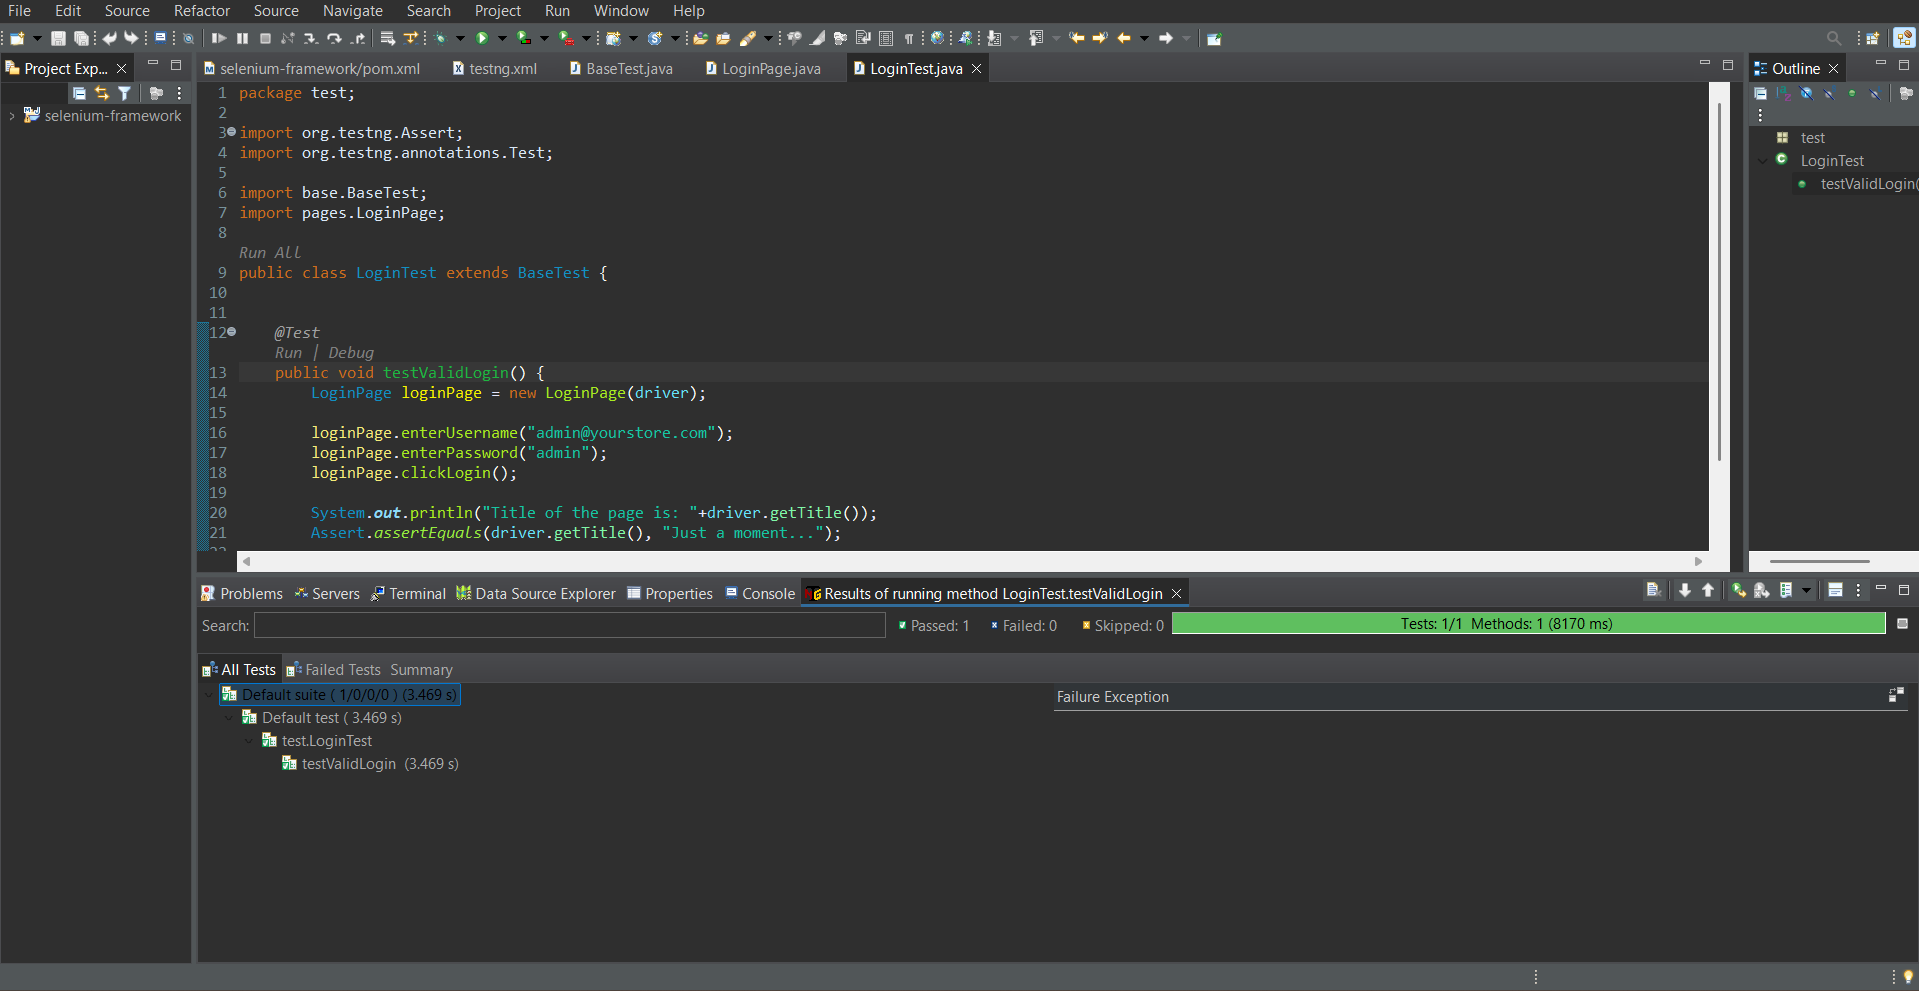 File Edit Source Refactor Source Navigate Search Project Run Window Help
Project Exp...
selenium-framework
selenium-framework/pom.xml testng.xml BaseTest.java LoginPage.java LoginTest.java
1 package test;
2
3 import org.testng.Assert;
4 import org.testng.annotations.Test;
5
6 import base.BaseTest;
7 import pages.LoginPage;
8
Run All
9 public class LoginTest extends BaseTest {
10
11
12 @Test
Run | Debug
13 public void testValidLogin() {
14 LoginPage loginPage = new LoginPage(driver);
15
16 loginPage.enterUsername("admin@yourstore.com");
17 loginPage.enterPassword("admin");
18 loginPage.clickLogin();
19
20 System.out.println("Title of the page is: "+driver.getTitle());
21 Assert.assertEquals(driver.getTitle(), "Just a moment...");
Outline
test
LoginTest
testValidLogin(
Problems Servers Terminal Data Source Explorer Properties Console Results of running method LoginTest.testValidLogin
Search: Passed: 1 Failed: 0 Skipped: 0 Tests: 1/1 Methods: 1 (8170 ms)
All Tests Failed Tests Summary
Default suite ( 1/0/0/0 ) (3.469 s)
Default test ( 3.469 s)
test.LoginTest
testValidLogin (3.469 s)
Failure Exception